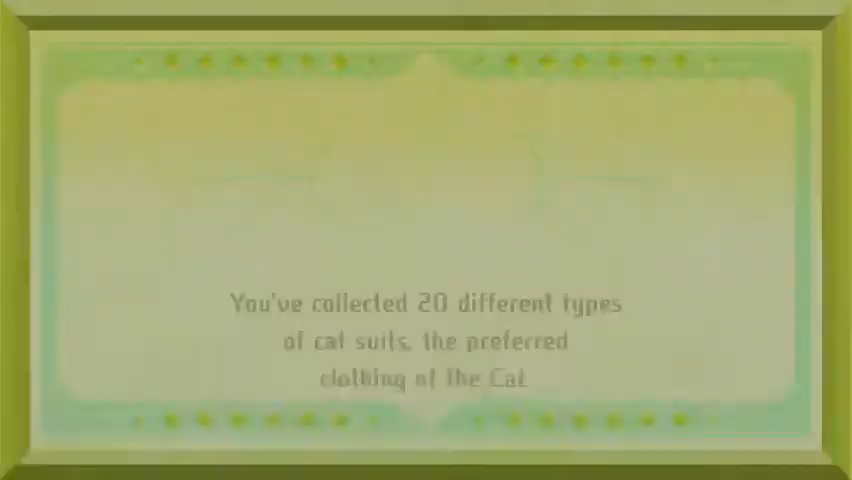 You've collected 20 different types
of cat suits, the preferred
clothing of the Cat